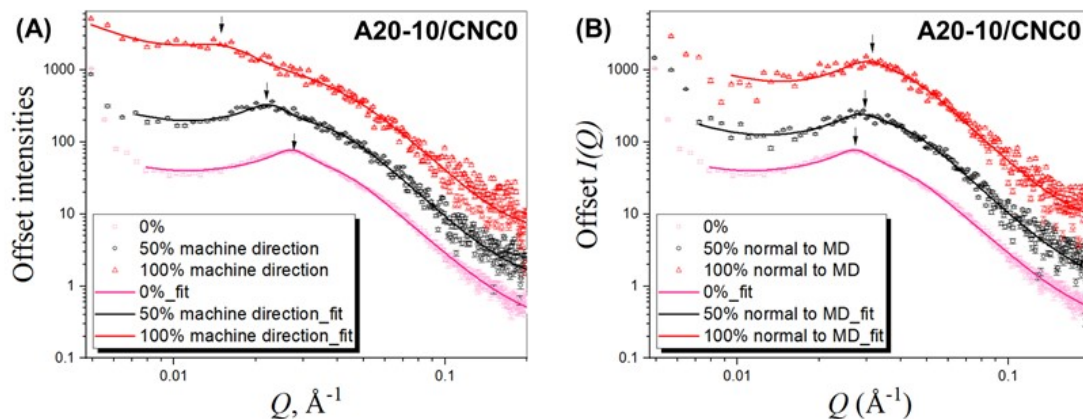 (A)
A20-10/CNC0
Offset intensities
1000
100
10
1
0.1
0%
50% machine direction
100% machine direction
0%_fit
50% machine direction_fit
100% machine direction_fit
0.01
0.1
Q, Å-1
(B)
A20-10/CNC0
Offset I(Q)
1000
100
10
1
0.1
0%
50% normal to MD
100% normal to MD
0%_fit
50% normal to MD_fit
100% normal to MD_fit
0.01
0.1
Q (Å-1)